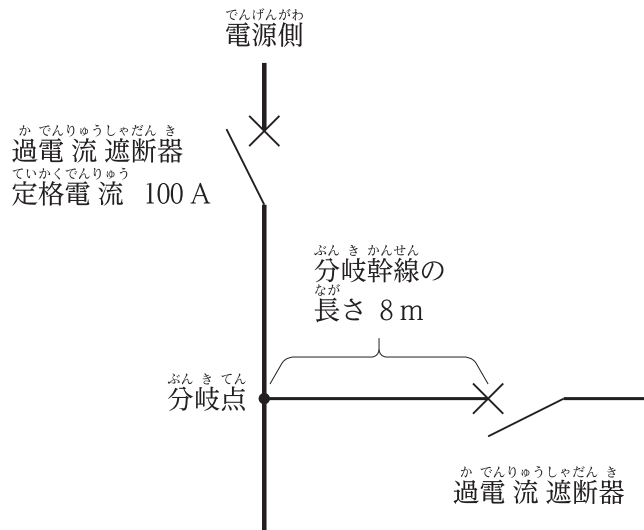 でんげんがわ
電源側
かでんりゅうしゃだんき
過電流遮断器
ていかくでんりゅう
定格電流 100 A
ぶんきかんせん
分岐幹線の
なが
長さ 8 m
ぶんきてん
分岐点
かでんりゅうしゃだんき
過電流遮断器